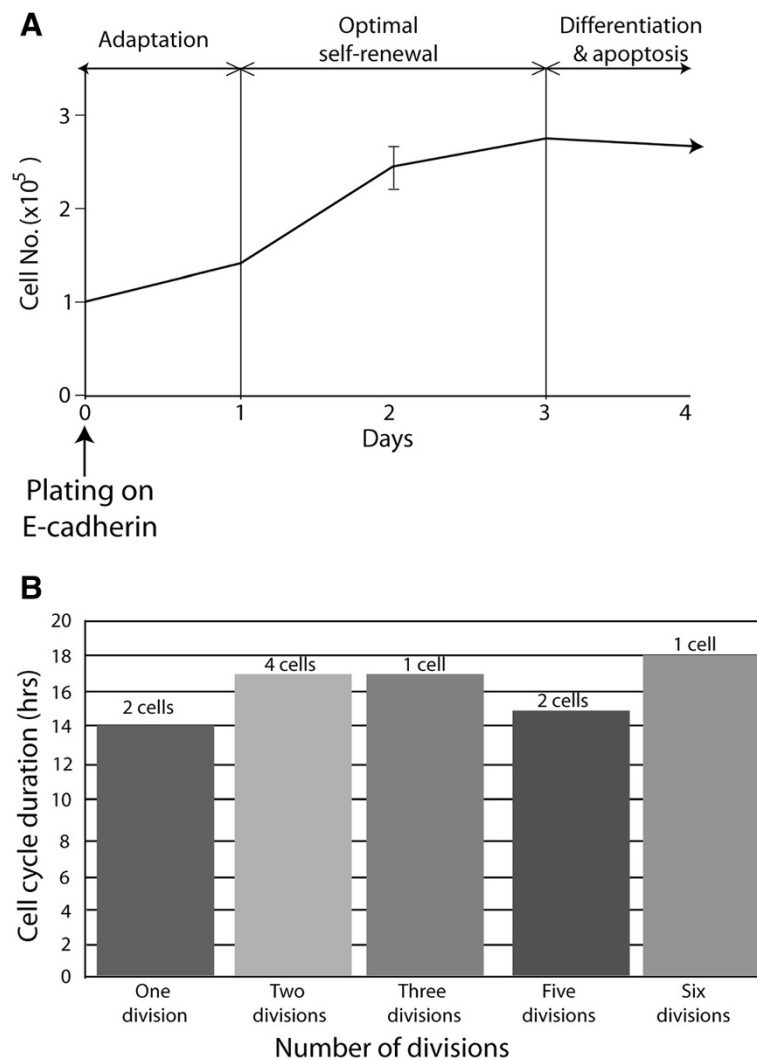 A
Adaptation
Optimal
self-renewal
Differentiation
& apoptosis
Cell No. (x10⁵)
3
2
1
0
0 1 2 3 4
Days
Plating on
E-cadherin
B
Cell cycle duration (hrs)
20
18
16
14
12
10
8
6
4
2
0
2 cells
4 cells
1 cell
2 cells
1 cell
One
division
Two
divisions
Three
divisions
Five
divisions
Six
divisions
Number of divisions